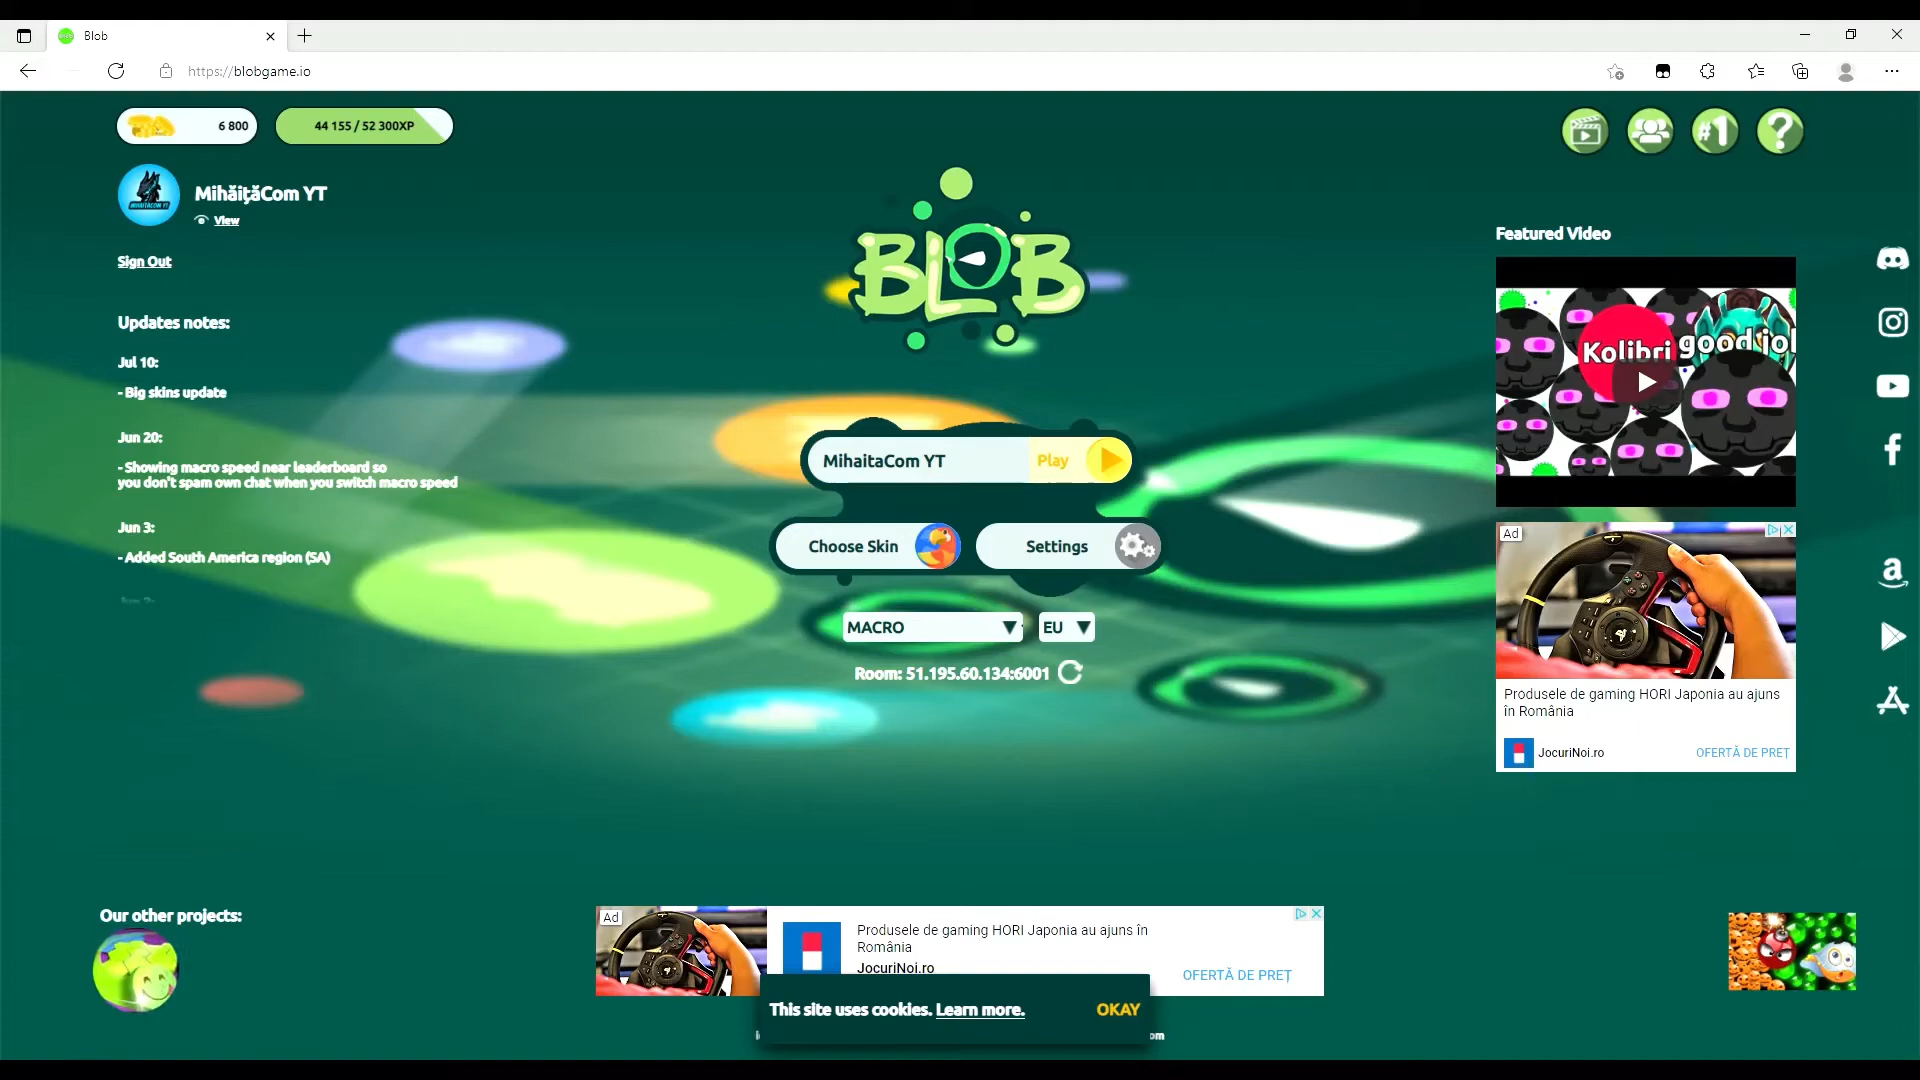 Blob
https://blobgame.io
6 800
44 155 / 52 300XP
#1
?
MihăiţăCom YT
View
Sign Out
BLOB
Featured Video
Updates notes:
Jul 10:
- Big skins update
Jun 20:
- Showing macro speed near leaderboard so
you don't spam own chat when you switch macro speed
Jun 3:
- Added South America region (SA)
Kolibri
good jo
MihaitaCom YT
Play
Choose Skin
Settings
MACRO
EU
Room: 51.195.60.134:6001
Ad
Produsele de gaming HORI Japonia au ajuns
în România
JocuriNoi.ro
OFERTĂ DE PREȚ
Our other projects:
Ad
Produsele de gaming HORI Japonia au ajuns în
România
JocuriNoi.ro
OFERTĂ DE PREȚ
This site uses cookies. Learn more.
OKAY
om